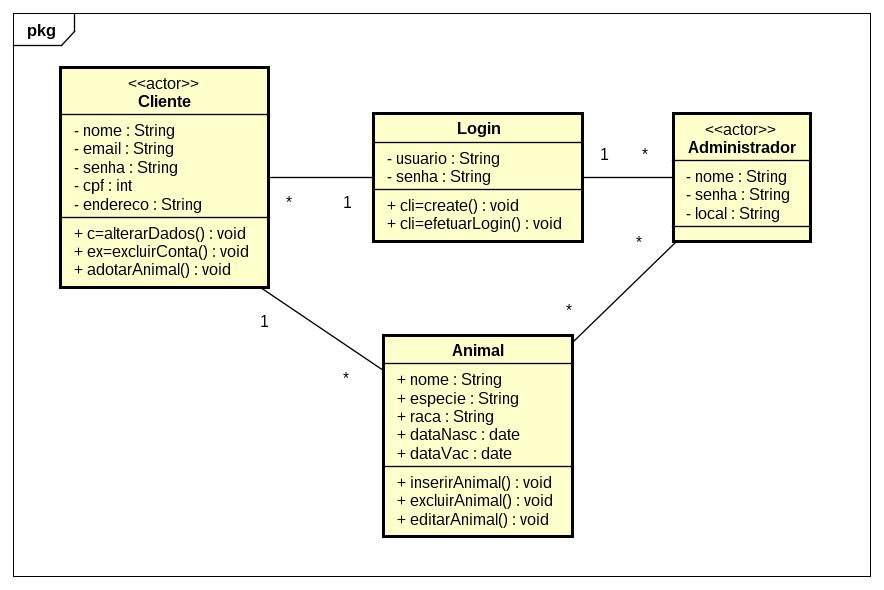 pkg
<<actor>>
Cliente
- nome : String
- email : String
- senha : String
- cpf : int
- endereco : String
+ c=alterarDados() : void
+ ex=excluirConta() : void
+ adotarAnimal() : void
*
1
Login
- usuario : String
- senha : String
+ cli=create() : void
+ cli=efetuarLogin() : void
1
*
<<actor>>
Administrador
- nome : String
- senha : String
- local : String
*
*
1
*
Animal
+ nome : String
+ especie : String
+ raca : String
+ dataNasc : date
+ dataVac : date
+ inserirAnimal() : void
+ excluirAnimal() : void
+ editarAnimal() : void